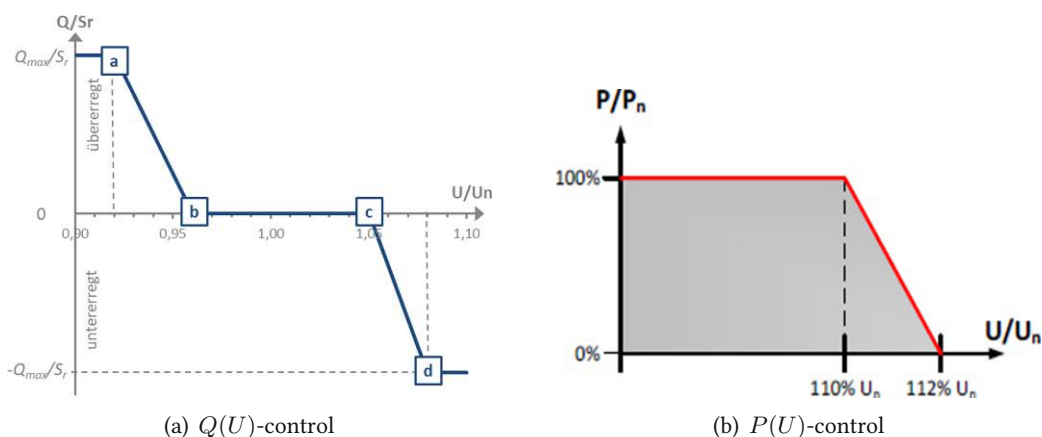 Q/Sr
Qmax/Sr
a
übererregt
U/Un
b
c
0
0,90
0,95
1,00
1,05
1,10
untererregt
-Qmax/Sr
d
(a) Q(U)-control
P/Pn
100%
0%
U/Un
110% Un
112% Un
(b) P(U)-control